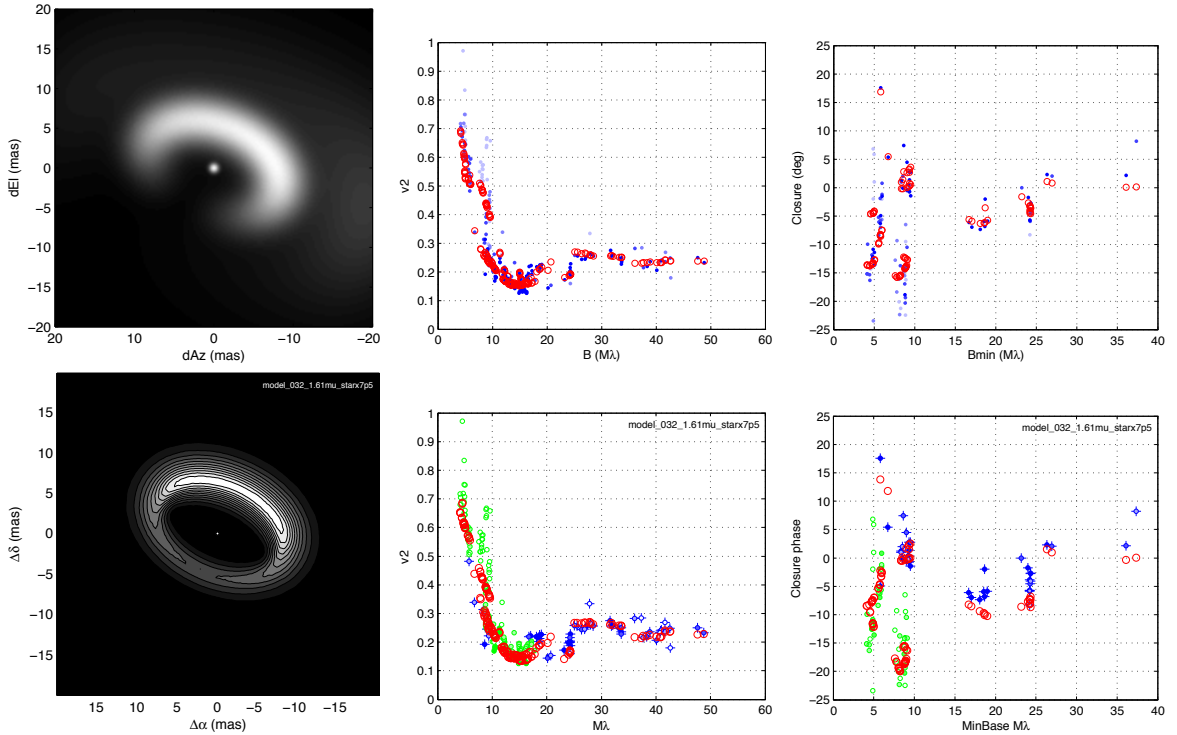 20
15
10
5
0
−5
−10
−15
−20
dEl (mas)
20 10 0 −10 −20
dAz (mas)
1
0.9
0.8
0.7
0.6
0.5
0.4
0.3
0.2
0.1
0
v2
0 10 20 30 40 50 60
B (Mλ)
25
20
15
10
5
0
−5
−10
−15
−20
−25
Closure (deg)
0 5 10 15 20 25 30 35 40
Bmin (Mλ)
model_032_1.61mu_starx7p5
15
10
5
0
−5
−10
−15
Δδ (mas)
15 10 5 0 −5 −10 −15
Δα (mas)
model_032_1.61mu_starx7p5
1
0.9
0.8
0.7
0.6
0.5
0.4
0.3
0.2
0.1
0
v2
0 10 20 30 40 50 60
Mλ
model_032_1.61mu_starx7p5
25
20
15
10
5
0
−5
−10
−15
−20
−25
Closure phase
0 5 10 15 20 25 30 35 40
MinBase Mλ